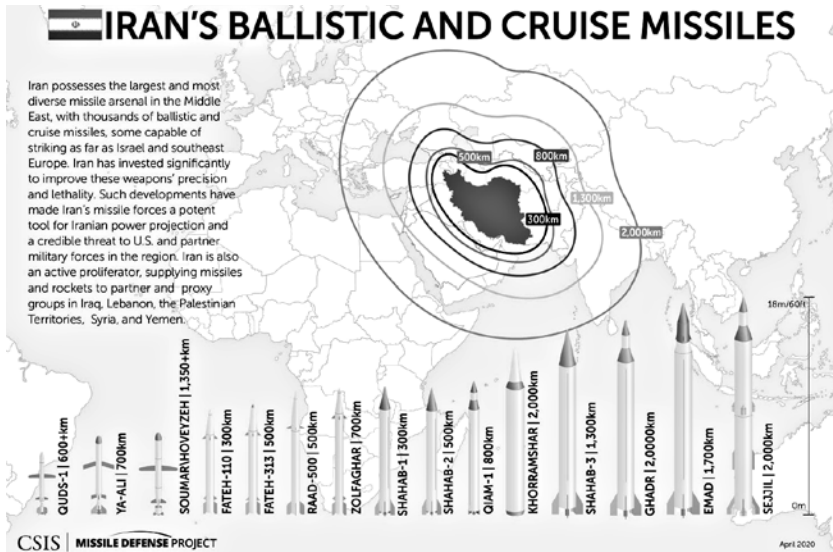 IRAN'S BALLISTIC AND CRUISE MISSILES
Iran possesses the largest and most
diverse missile arsenal in the Middle
East, with thousands of ballistic and
cruise missiles, some capable of
striking as far as Israel and southeast
Europe. Iran has invested significantly
to improve these weapons' precision
and lethality. Such developments have
made Iran's missile forces a potent
tool for Iranian power projection and
a credible threat to U.S. and partner
military forces in the region. Iran is also
an active proliferator, supplying missiles
and rockets to partner and proxy
groups in Iraq, Lebanon, the Palestinian
Territories, Syria, and Yemen.
500km
800km
1,300km
300km
2,000km
18m/60ft
QUDS-1 | 600+km
YA-ALI | 700km
SOUMAR\HOVEYZEH | 1,350+km
FATEH-110 | 300km
FATEH-313 | 500km
RAAD-500 | 500km
ZOLFAGHAR | 700km
SHAHAB-1 | 300km
SHAHAB-2 | 500km
QIAM-1 | 800km
KHORRAMSHAR | 2,000km
SHAHAB-3 | 1,300km
GHADR | 2,0000km
EMAD | 1,700km
SEJJIL | 2,000km
0m
CSIS | MISSILE DEFENSE PROJECT
April 2020